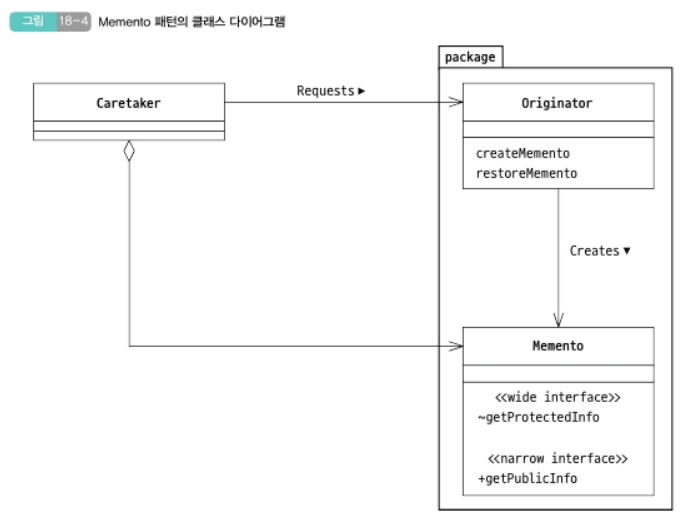 그림 18-4 Memento 패턴의 클래스 다이어그램
package
Caretaker
Requests ▶
Originator
createMemento
restoreMemento
Creates ▼
Memento
<<wide interface>>
~getProtectedInfo
<<narrow interface>>
+getPublicInfo